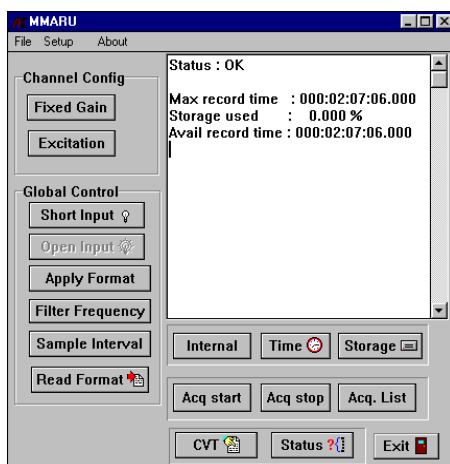 MMARU
File Setup About
Channel Config
Fixed Gain
Excitation
Global Control
Short Input
Open Input
Apply Format
Filter Frequency
Sample Interval
Read Format
Status : OK
Max record time : 000:02:07:06.000
Storage used : 0.000 %
Avail record time : 000:02:07:06.000
Internal Time Storage
Acq start Acq stop Acq. List
CVT Status ?{} Exit